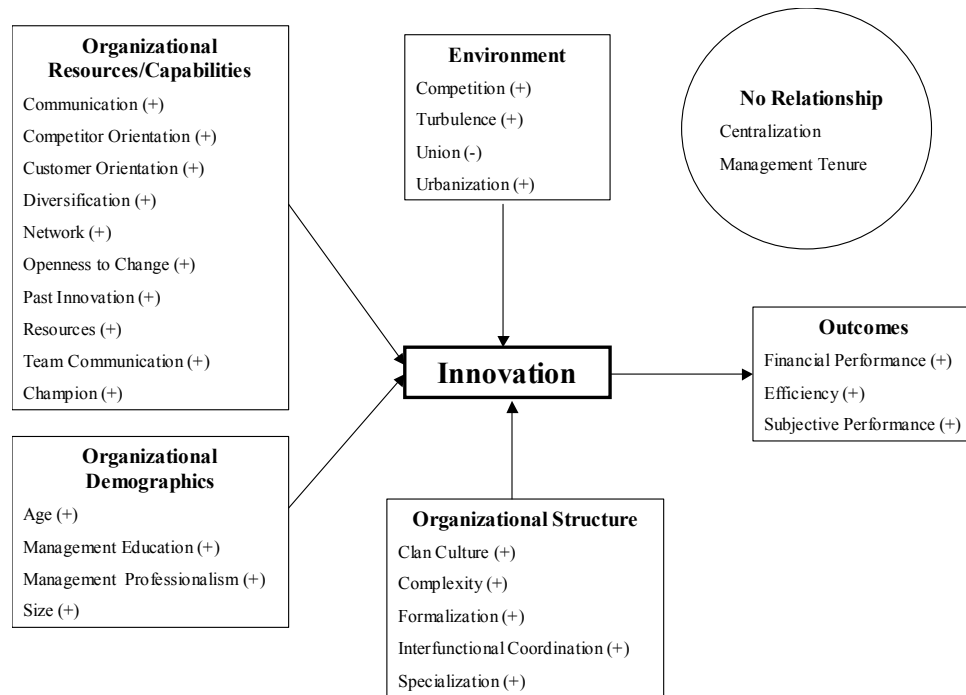 Organizational
Resources/Capabilities
Communication (+)
Competitor Orientation (+)
Customer Orientation (+)
Diversification (+)
Network (+)
Openness to Change (+)
Past Innovation (+)
Resources (+)
Team Communication (+)
Champion (+)
Environment
Competition (+)
Turbulence (+)
Union (-)
Urbanization (+)
No Relationship
Centralization
Management Tenure
Innovation
Outcomes
Financial Performance (+)
Efficiency (+)
Subjective Performance (+)
Organizational
Demographics
Age (+)
Management Education (+)
Management Professionalism (+)
Size (+)
Organizational Structure
Clan Culture (+)
Complexity (+)
Formalization (+)
Interfunctional Coordination (+)
Specialization (+)